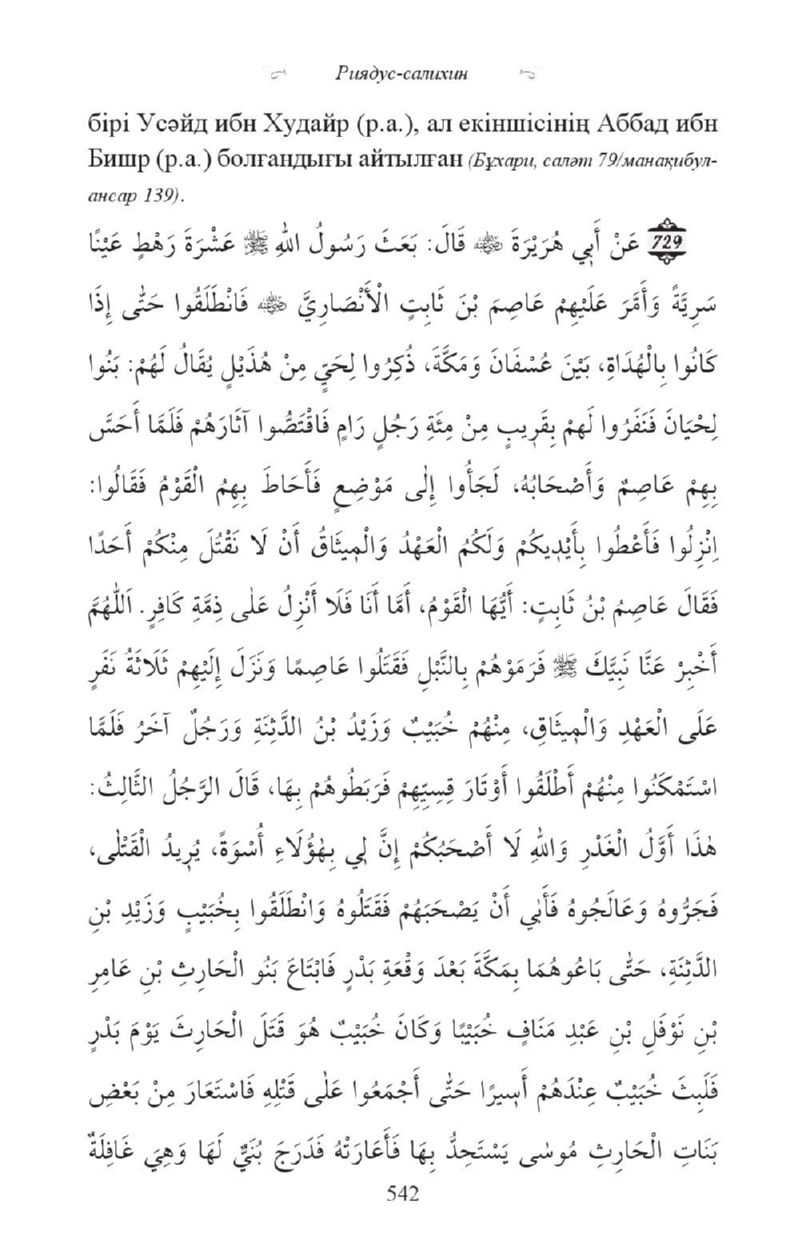 Риядус-салихин
бірі Усәйд ибн Худайр (р.а.), ал екіншісінің Аббад ибн
Бишр (р.а.) болғандығы айтылған (Бұхари, саләт 79/манақибул-
ансар 139).
729 عَنْ أَبِي هُرَيْرَةَ ﷺ قَالَ: بَعَثَ رَسُولُ اللهِ ﷺ عَشْرَةَ رَهْطٍ عَيْنًا
سَرِيَّةً وَأَمَّرَ عَلَيْهِمْ عَاصِمَ بْنَ ثَابِتٍ الْأَنْصَارِيَّ فَانْطَلَقُوا حَتَّى إِذَا
كَانُوا بِالْهُدَاةِ، بَيْنَ عُسْفَانَ وَمَكَّةَ، ذُكِرُوا لِحَيٍّ مِنْ هُذَيْلٍ يُقَالُ لَهُمْ: بَنُوا
لِحْيَانَ فَنَفَرُوا لَهمْ بِقَرِيبٍ مِنْ مِئَةِ رَجُلٍ رَامٍ فَاقْتَصُّوا آثَارَهُمْ فَلَمَّا أَحَسَّ
بِهِمْ عَاصِمٌ وَأَصْحَابُهُ، لَجَأُوا إِلٰى مَوْضِعٍ فَأَحَاطَ بِهِمُ الْقَوْمُ فَقَالُوا:
اِنْزِلُوا فَأَعْطُوا بِأَيْدِيكُمْ وَلَكُمُ الْعَهْدُ وَالْمِيثَاقُ أَنْ لَا نَقْتُلَ مِنْكُمْ أَحَدًا
فَقَالَ عَاصِمُ بْنُ ثَابِتٍ: أَيُّهَا الْقَوْمُ، أَمَّا أَنَا فَلَا أَنْزِلُ عَلٰى ذِمَّةِ كَافِرٍ. اَللّٰهُمَّ
أَخْبِرْ عَنَّا نَبِيَّكَ ﷺ فَرَمَوْهُمْ بِالنَّبْلِ فَقَتَلُوا عَاصِمًا وَنَزَلَ إِلَيْهِمْ ثَلَاثَةُ نَفَرٍ
عَلَى الْعَهْدِ وَالْمِيثَاقِ، مِنْهُمْ خُبَيْبٌ وَزَيْدُ بْنُ الدَّثِنَةِ وَرَجُلٌ آخَرُ فَلَمَّا
اسْتَمْكَنُوا مِنْهُمْ أَطْلَقُوا أَوْتَارَ قِسِيِّهِمْ فَرَبَطُوهُمْ بِهَا، قَالَ الرَّجُلُ الثَّالِثُ:
هٰذَا أَوَّلُ الْغَدْرِ وَاللهِ لَا أَصْحَبُكُمْ إِنَّ لِي بِهٰؤُلَاءِ أُسْوَةً، يُرِيدُ الْقَتْلٰى،
فَجَرُّوهُ وَعَالَجُوهُ فَأَبٰي أَنْ يَصْحَبَهُمْ فَقَتَلُوهُ وَانْطَلَقُوا بِخُبَيْبٍ وَزَيْدِ بْنِ
الدَّثِنَةِ، حَتّٰى بَاعُوهُمَا بِمَكَّةَ بَعْدَ وَقْعَةِ بَدْرٍ فَابْتَاعَ بَنُو الْحَارِثِ بْنِ عَامِرِ
بْنِ نَوْفَلِ بْنِ عَبْدِ مَنَافٍ خُبَيْبًا وَكَانَ خُبَيْبٌ هُوَ قَتَلَ الْحَارِثَ يَوْمَ بَدْرٍ
فَلَبِثَ خُبَيْبٌ عِنْدَهُمْ أَسِيرًا حَتّٰى أَجْمَعُوا عَلٰى قَتْلِهِ فَاسْتَعَارَ مِنْ بَعْضِ
بَنَاتِ الْحَارِثِ مُوسٰى يَسْتَحِدُّ بِهَا فَأَعَارَتْهُ فَدَرَجَ بُنَيٌّ لَهَا وَهِيَ غَافِلَةٌ
542